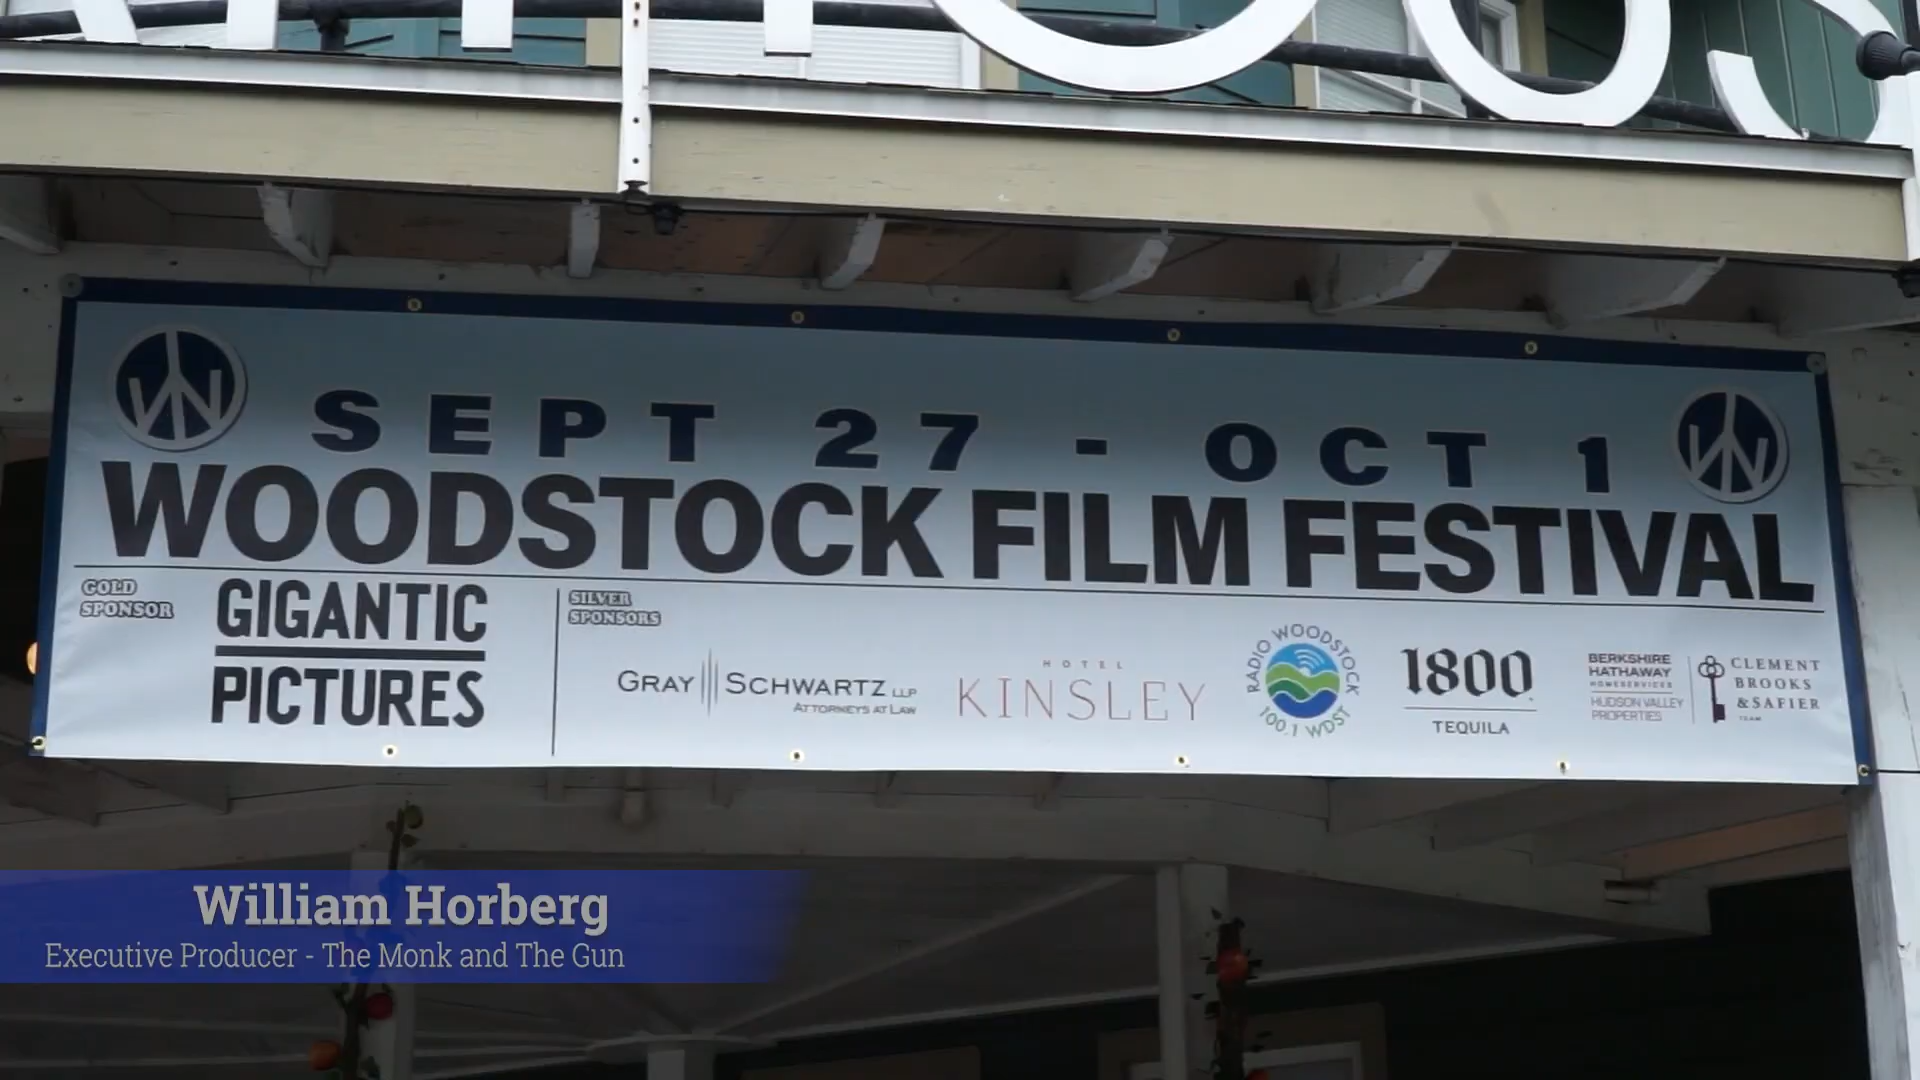 SEPT 27 - OCT 1
WOODSTOCK FILM FESTIVAL
GOLD
SPONSOR
GIGANTIC
PICTURES
SILVER
SPONSORS
GRAY SCHWARTZ LLP
ATTORNEYS AT LAW
HOTEL
KINSLEY
RADIO WOODSTOCK
100.1 WDST
1800
TEQUILA
BERKSHIRE
HATHAWAY
HOMESERVICES
HUDSON VALLEY
PROPERTIES
CLEMENT
BROOKS
& SAFIER
TEAM
William Horberg
Executive Producer - The Monk and The Gun